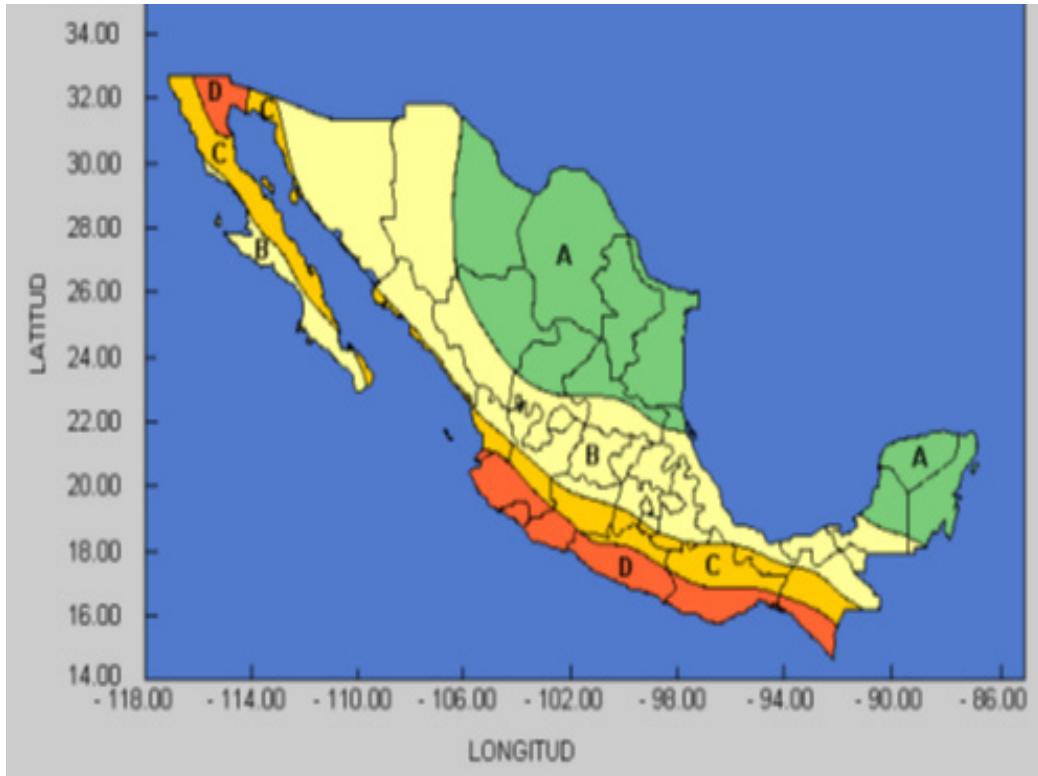 34.00
32.00
30.00
28.00
26.00
24.00
22.00
20.00
18.00
16.00
14.00
LATITUD
D
C
C
B
A
B
A
D
C
- 118.00 - 114.00 - 110.00 - 106.00 - 102.00 - 98.00 - 94.00 - 90.00 - 86.00
LONGITUD